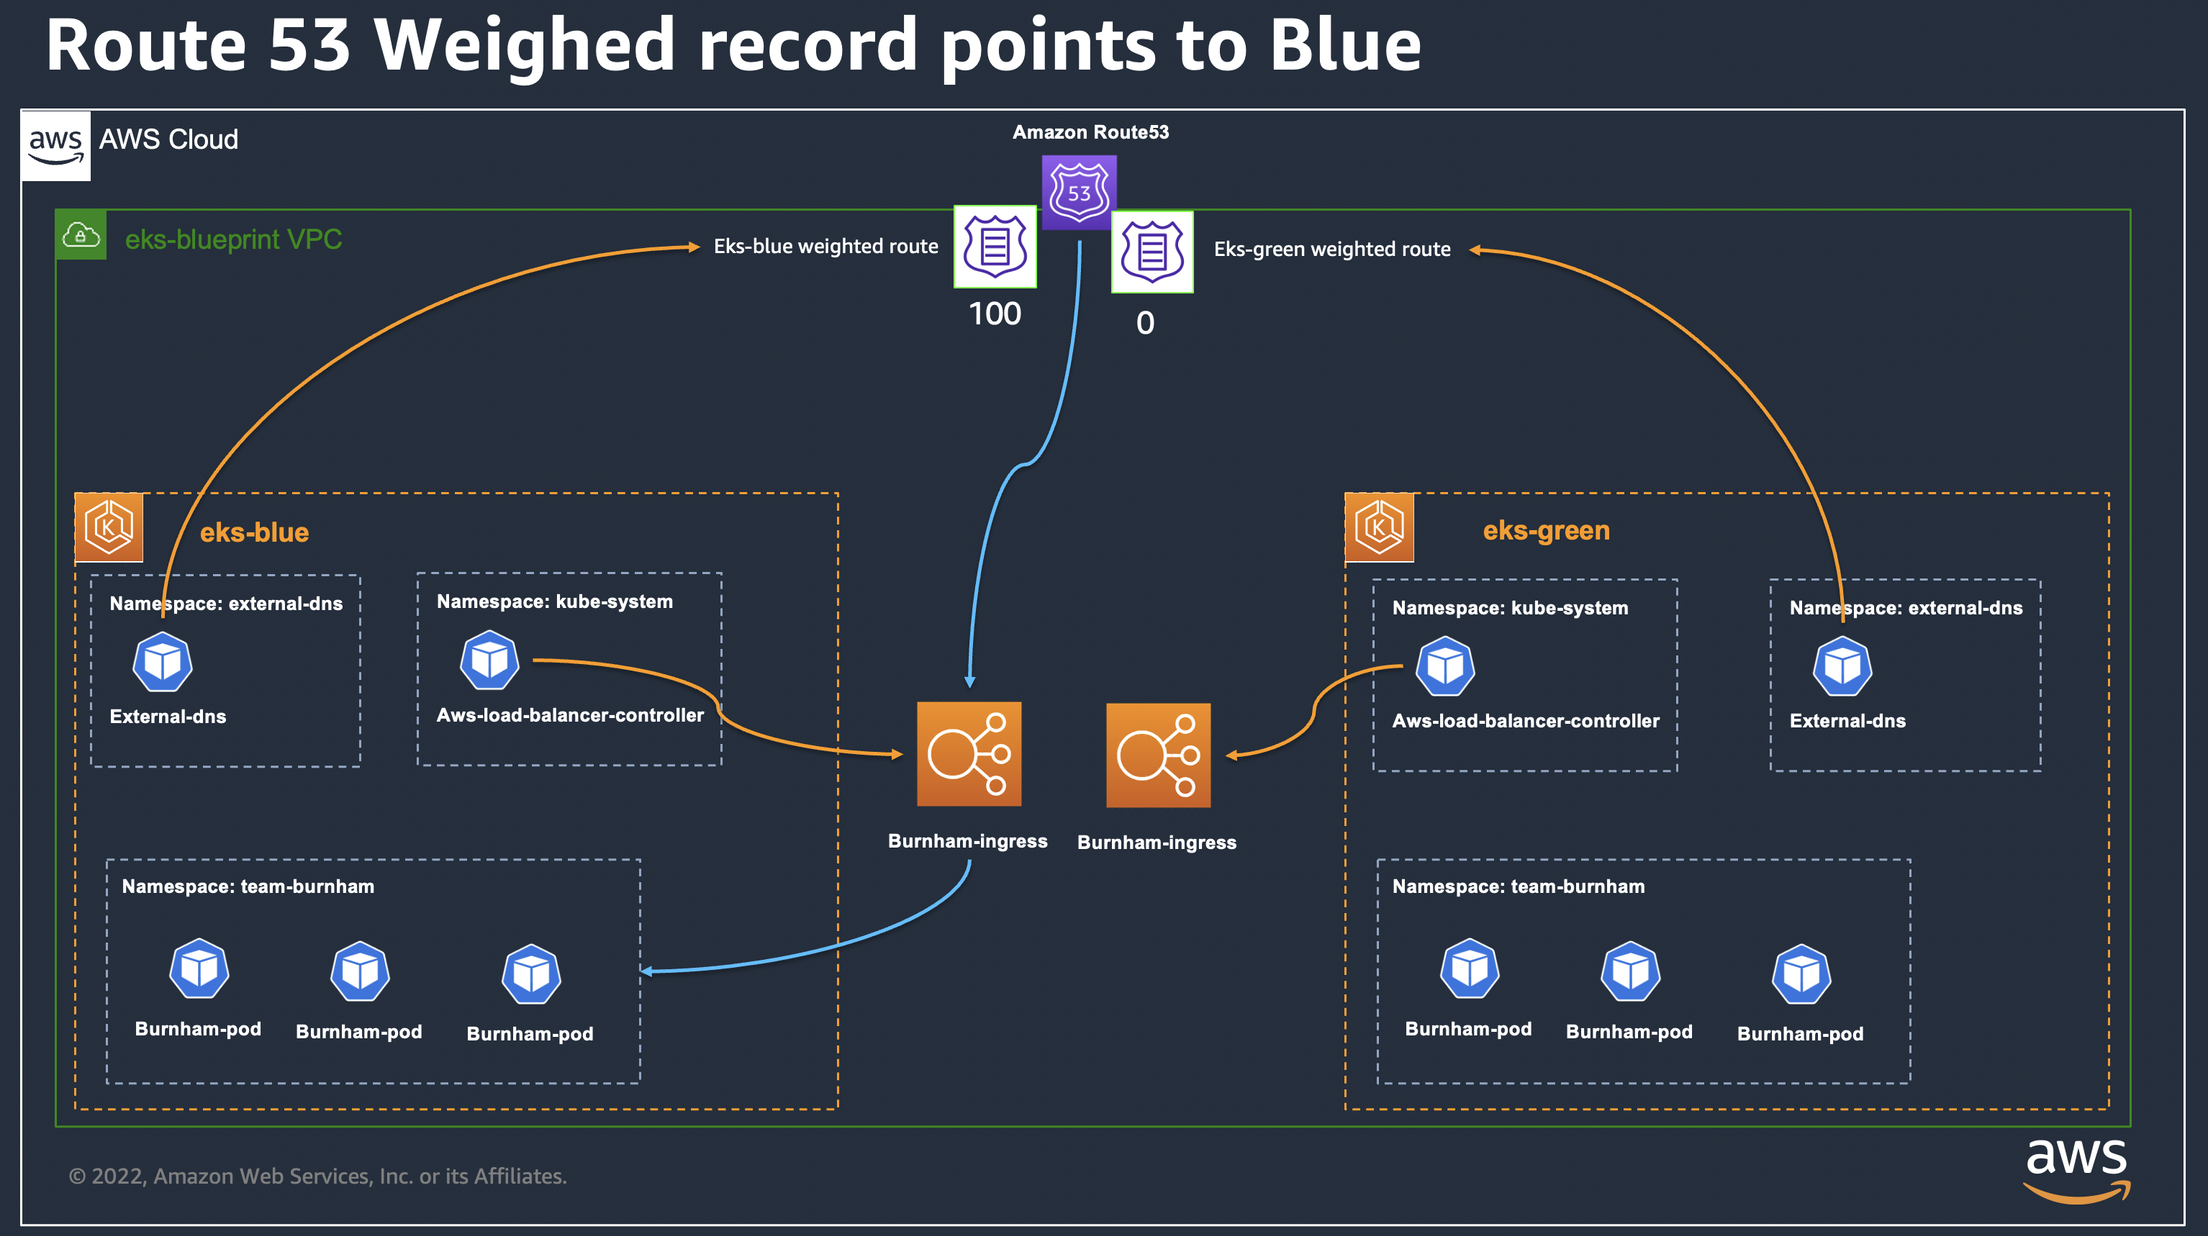 Route 53 Weighed record points to Blue
aws
AWS Cloud
Amazon Route53
53
eks-blueprint VPC
Eks-blue weighted route
Eks-green weighted route
100
0
K
eks-blue
K
eks-green
Namespace: external-dns
External-dns
Namespace: kube-system
Aws-load-balancer-controller
Namespace: kube-system
Aws-load-balancer-controller
Namespace: external-dns
External-dns
Burnham-ingress
Burnham-ingress
Namespace: team-burnham
Burnham-pod
Burnham-pod
Burnham-pod
Namespace: team-burnham
Burnham-pod
Burnham-pod
Burnham-pod
© 2022, Amazon Web Services, Inc. or its Affiliates.
aws